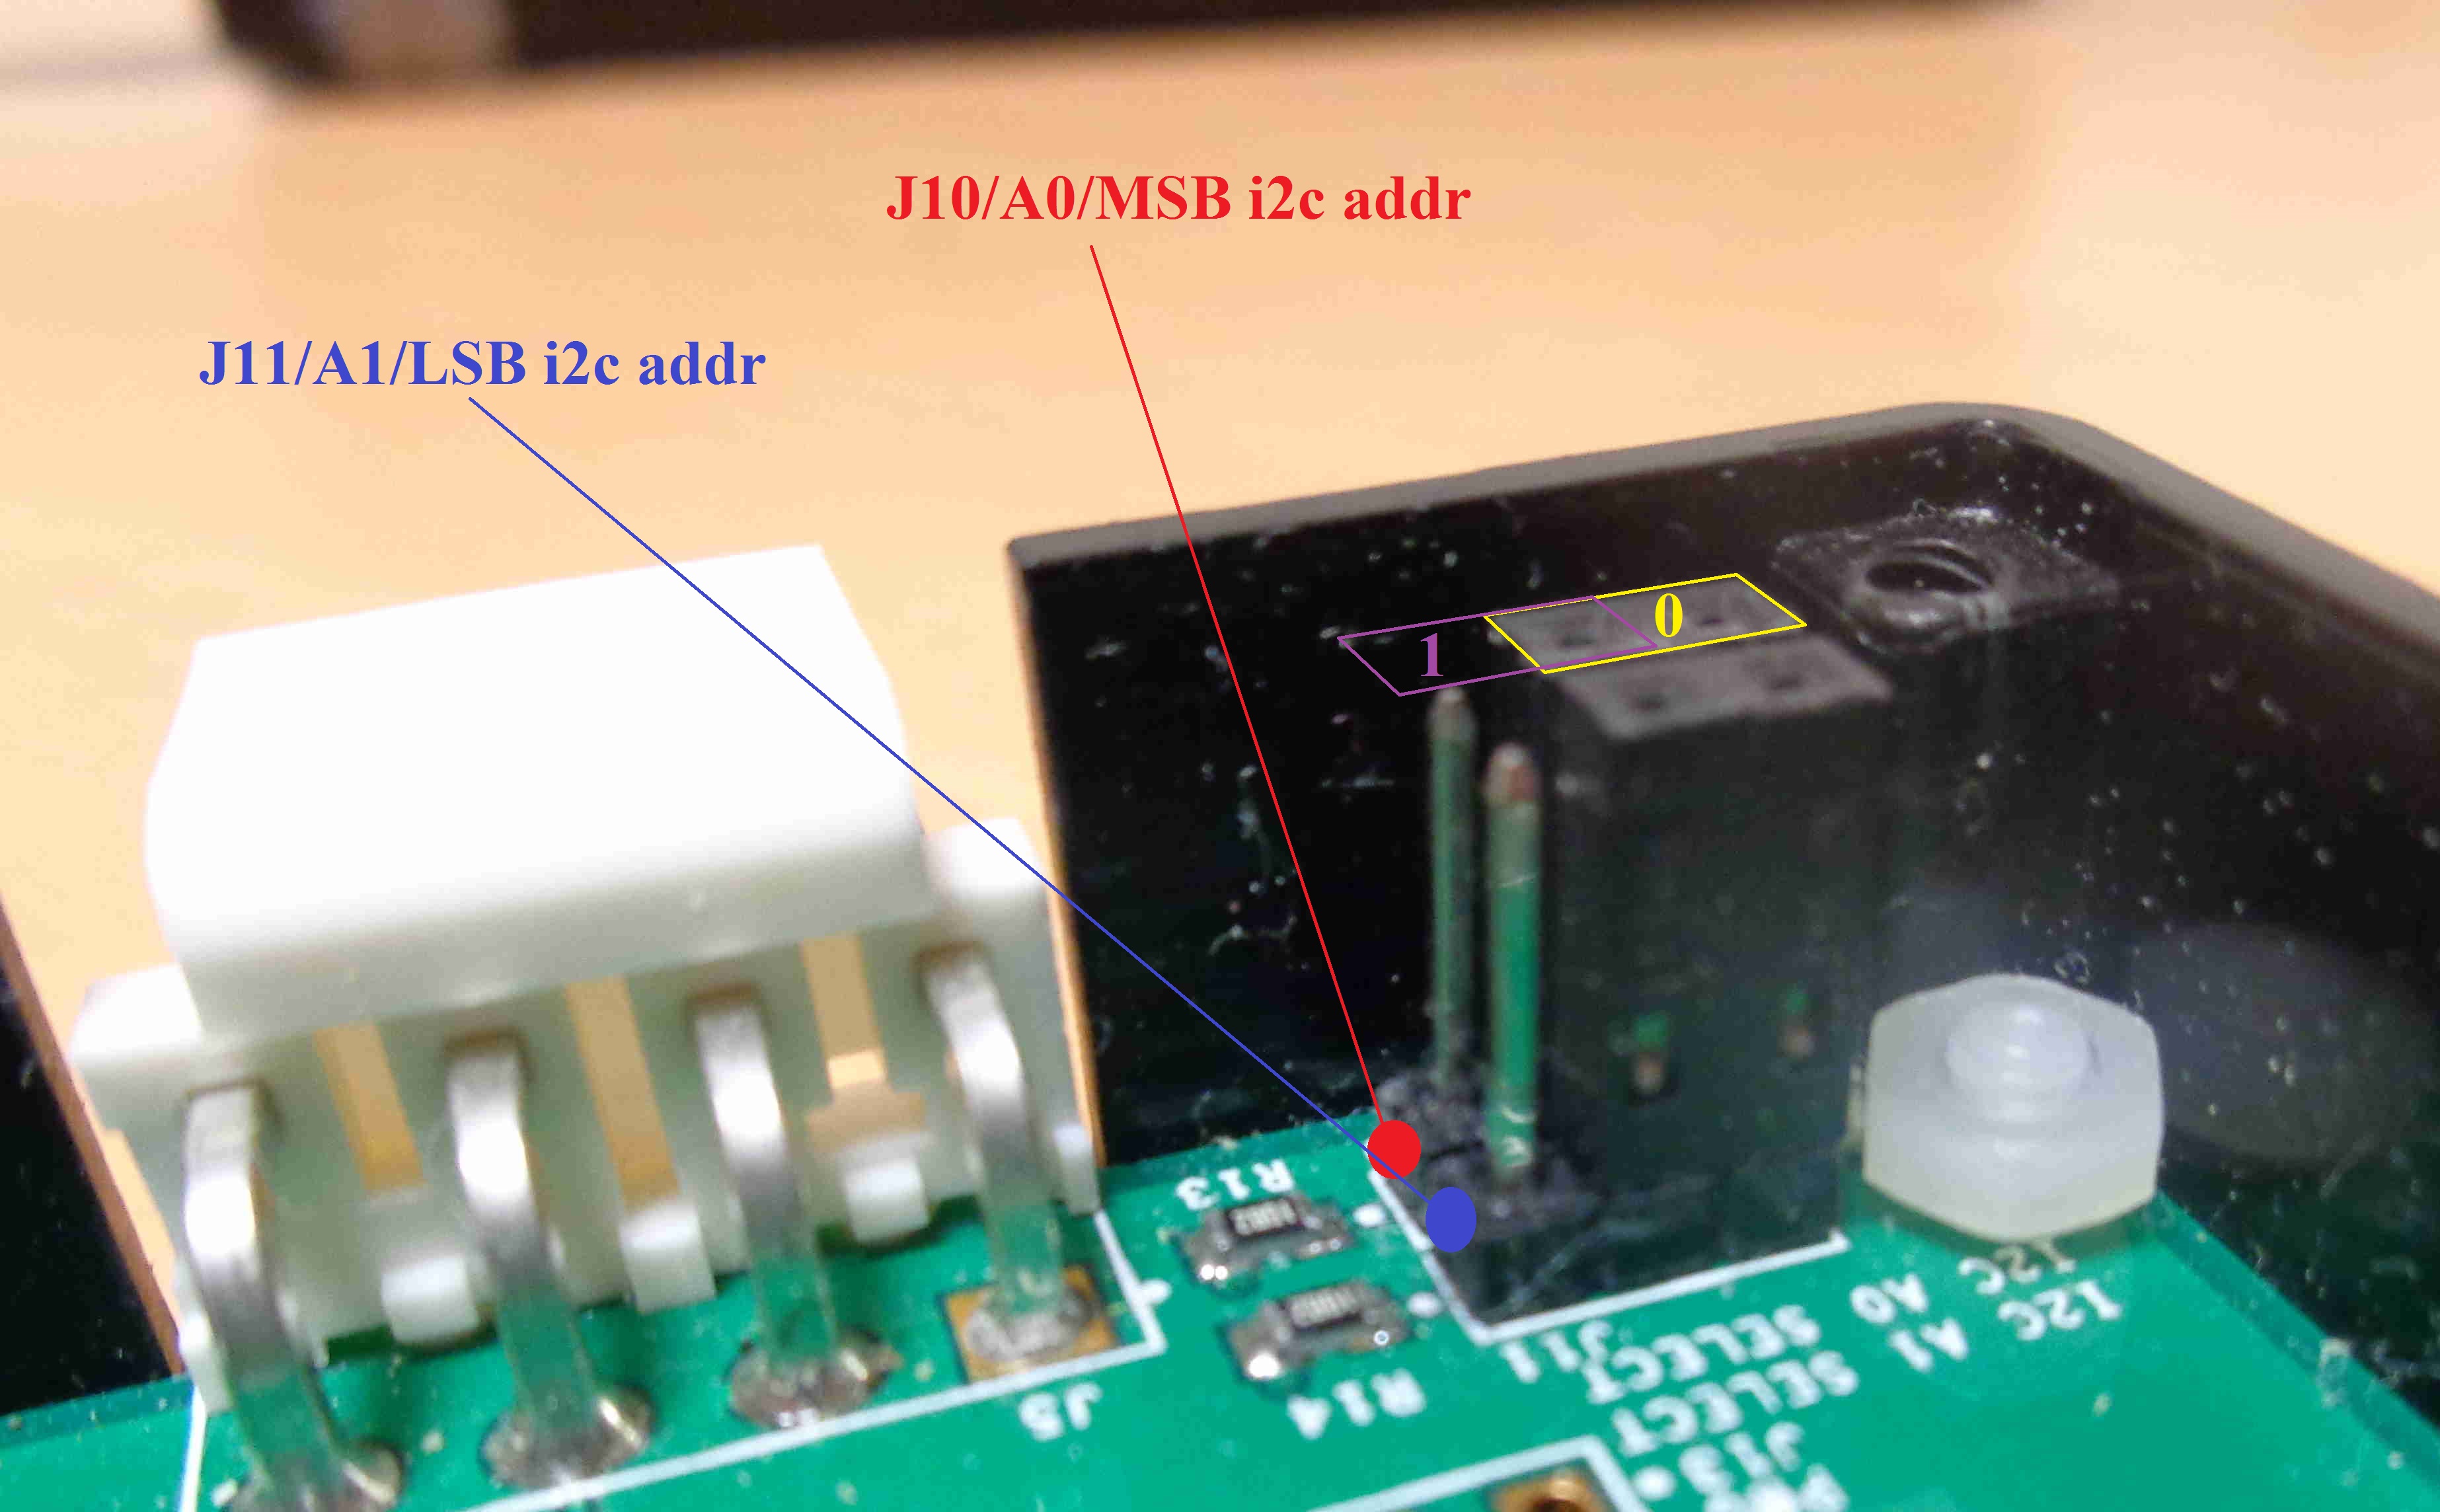 J10/A0/MSB i2c addr
J11/A1/LSB i2c addr
0
1
R13
R14
J5
J11
I2C A0 SELECT
I2C A1 SELECT
J13